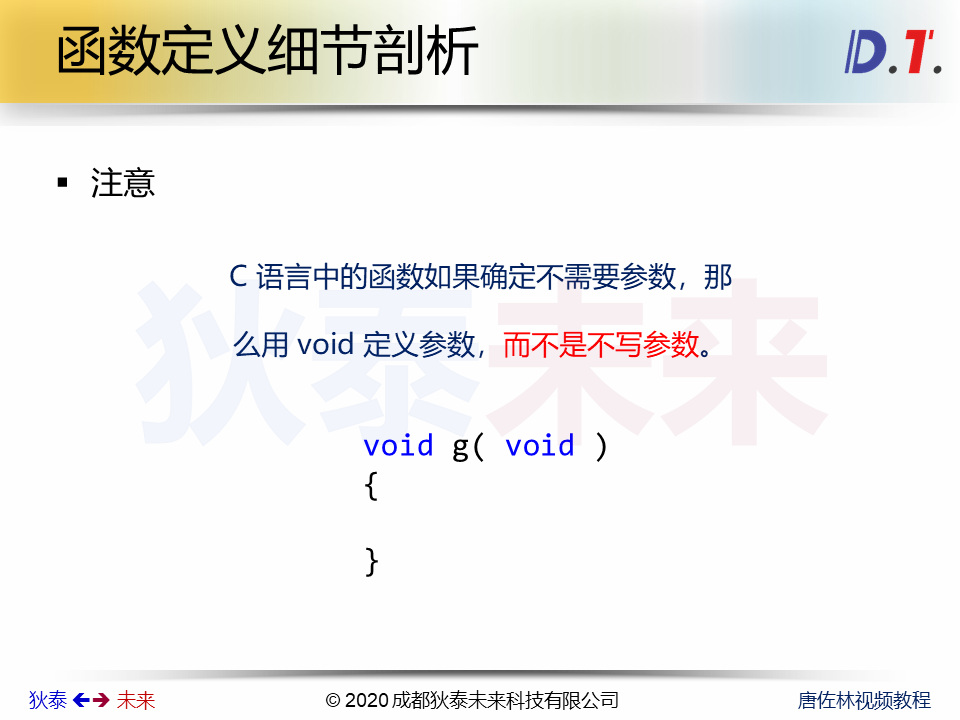 函数定义细节剖析
D.T.
▪ 注意
C 语言中的函数如果确定不需要参数，那
么用 void 定义参数，而不是不写参数。
狄泰未来
void g( void )
{
}
狄泰 ←→ 未来
© 2020 成都狄泰未来科技有限公司
唐佐林视频教程